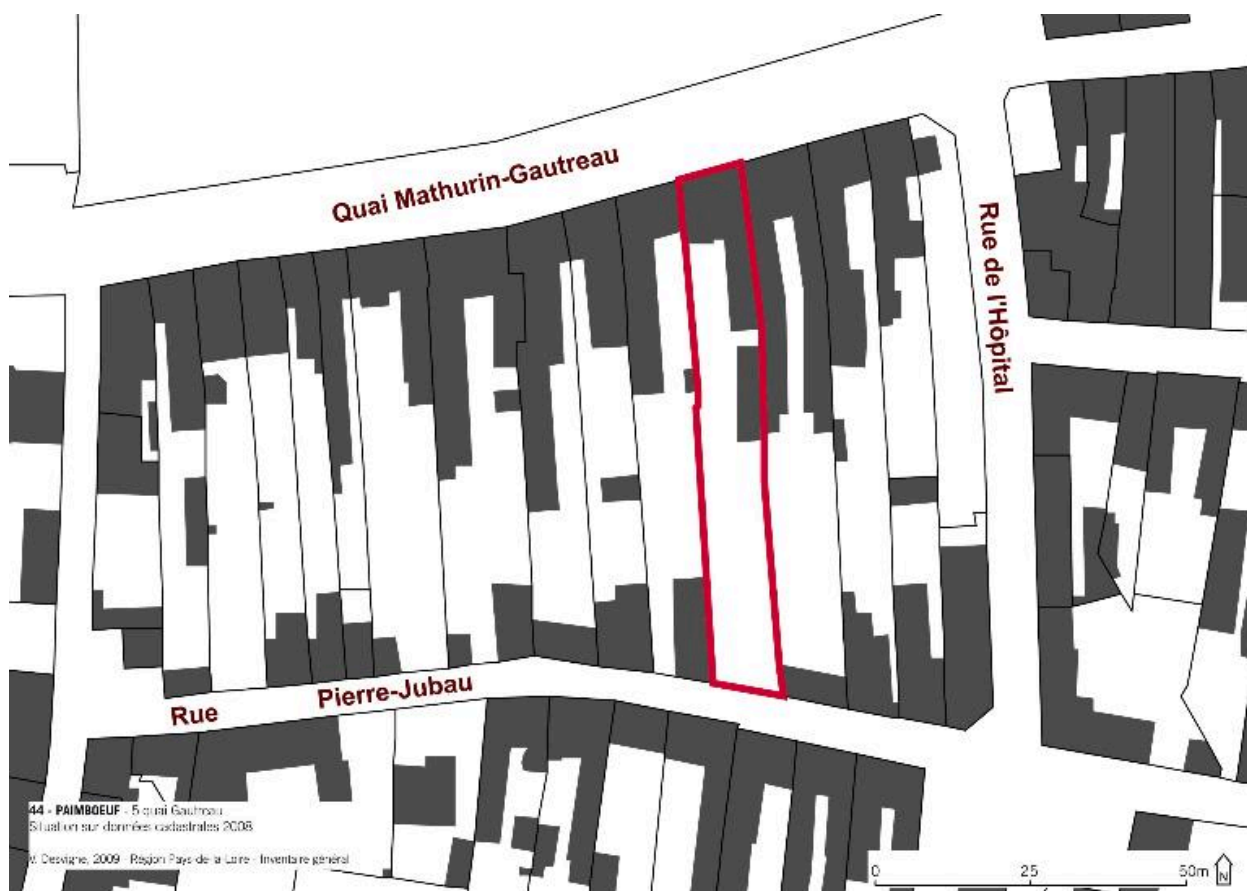 Quai Mathurin-Gautreau
Rue de l'Hôpital
Rue Pierre-Jubau
44 - PAIMBOEUF - 5 quai Gautreau
Situation sur données cadastrales 2008
V. Desvigne, 2009 - Région Pays-de-la-Loire - Inventaire général
0 25 50m
N